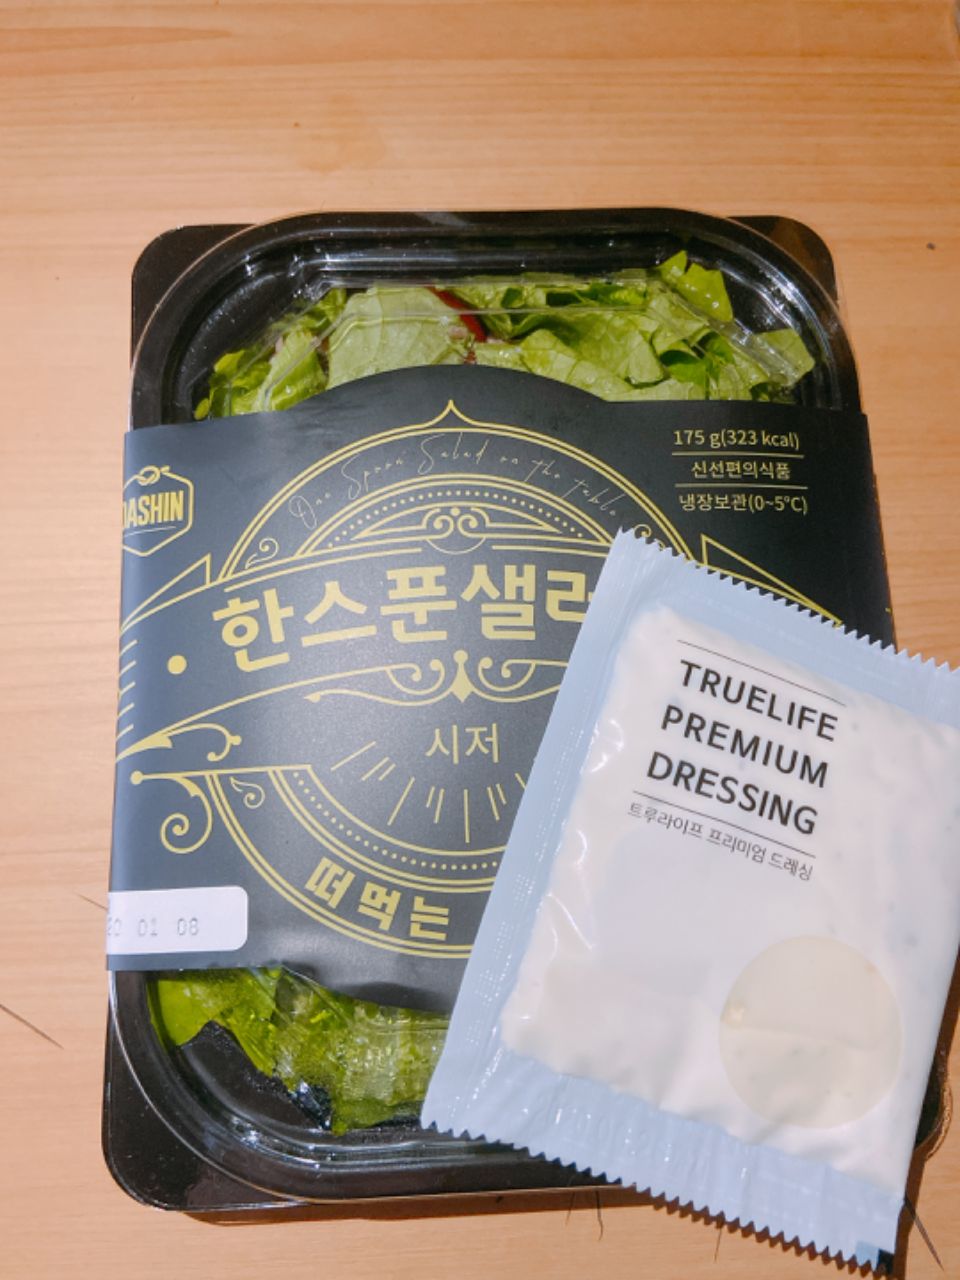 175 g(323 kcal)
신선편의식품
냉장보관(0~5℃)
One Spoon Salad on the table
DASHIN
한스푼샐러
시저
떠먹는
20 01 08
TRUELIFE
PREMIUM
DRESSING
트루라이프 프리미엄 드레싱